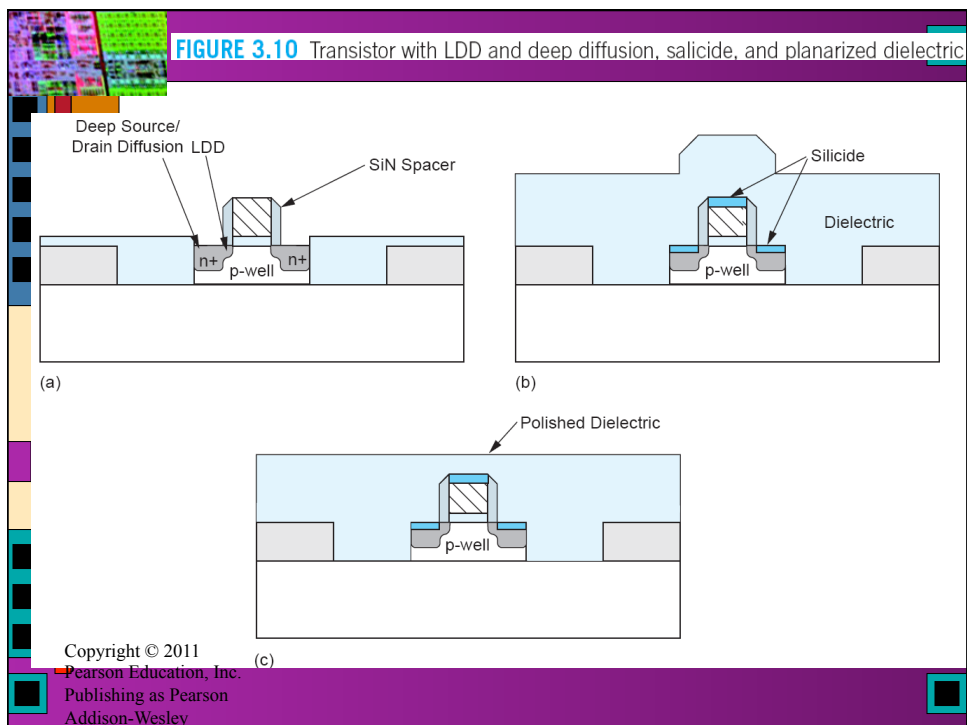 FIGURE 3.10 Transistor with LDD and deep diffusion, salicide, and planarized dielectric
Deep Source/
Drain Diffusion LDD
SiN Spacer
n+
n+
p-well
(a)
Silicide
Dielectric
p-well
(b)
Polished Dielectric
p-well
(c)
Copyright © 2011
Pearson Education, Inc.
Publishing as Pearson
Addison-Wesley